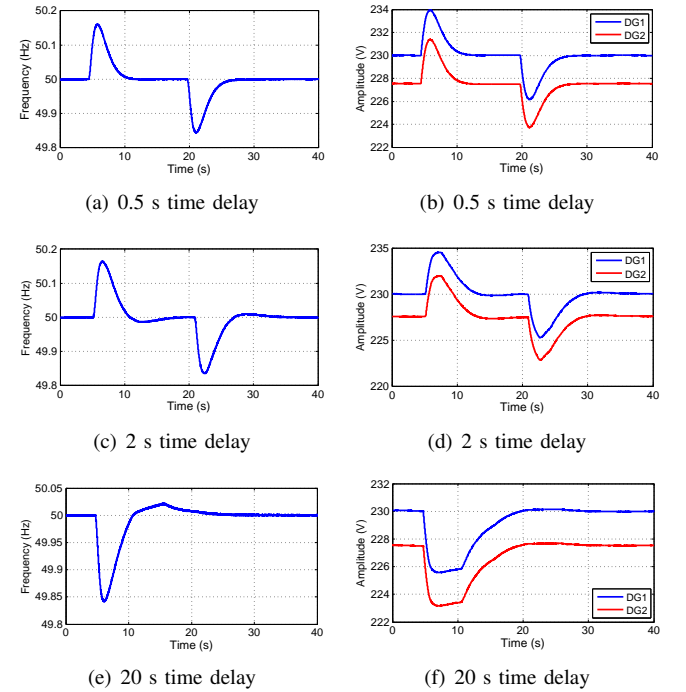 50.2
50.1
50
49.9
49.8
Frequency (Hz)
0 10 20 30 40
Time (s)
(a) 0.5 s time delay
234
232
230
228
226
224
222
Amplitude (V)
DG1
DG2
0 10 20 30 40
Time (s)
(b) 0.5 s time delay
50.2
50.1
50
49.9
49.8
Frequency (Hz)
0 10 20 30 40
Time (s)
(c) 2 s time delay
235
230
225
220
Amplitude (V)
DG1
DG2
0 10 20 30 40
Time (s)
(d) 2 s time delay
50.05
50
49.95
49.9
49.85
49.8
Frequency (Hz)
0 10 20 30 40
Time (s)
(e) 20 s time delay
232
230
228
226
224
222
Amplitude (V)
DG1
DG2
0 10 20 30 40
Time (s)
(f) 20 s time delay